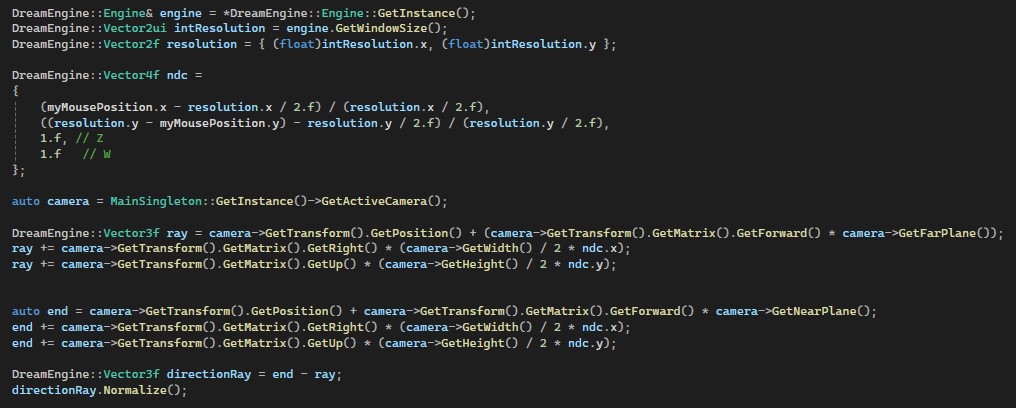 DreamEngine::Engine& engine = *DreamEngine::Engine::GetInstance();
DreamEngine::Vector2ui intResolution = engine.GetWindowSize();
DreamEngine::Vector2f resolution = { (float)intResolution.x, (float)intResolution.y };
DreamEngine::Vector4f ndc =
{
(myMousePosition.x - resolution.x / 2.f) / (resolution.x / 2.f),
((resolution.y - myMousePosition.y) - resolution.y / 2.f) / (resolution.y / 2.f),
1.f, // Z
1.f // W
};
auto camera = MainSingleton::GetInstance()->GetActiveCamera();
DreamEngine::Vector3f ray = camera->GetTransform().GetPosition() + (camera->GetTransform().GetMatrix().GetForward() * camera->GetFarPlane());
ray += camera->GetTransform().GetMatrix().GetRight() * (camera->GetWidth() / 2 * ndc.x);
ray += camera->GetTransform().GetMatrix().GetUp() * (camera->GetHeight() / 2 * ndc.y);
auto end = camera->GetTransform().GetPosition() + camera->GetTransform().GetMatrix().GetForward() * camera->GetNearPlane();
end += camera->GetTransform().GetMatrix().GetRight() * (camera->GetWidth() / 2 * ndc.x);
end += camera->GetTransform().GetMatrix().GetUp() * (camera->GetHeight() / 2 * ndc.y);
DreamEngine::Vector3f directionRay = end - ray;
directionRay.Normalize();